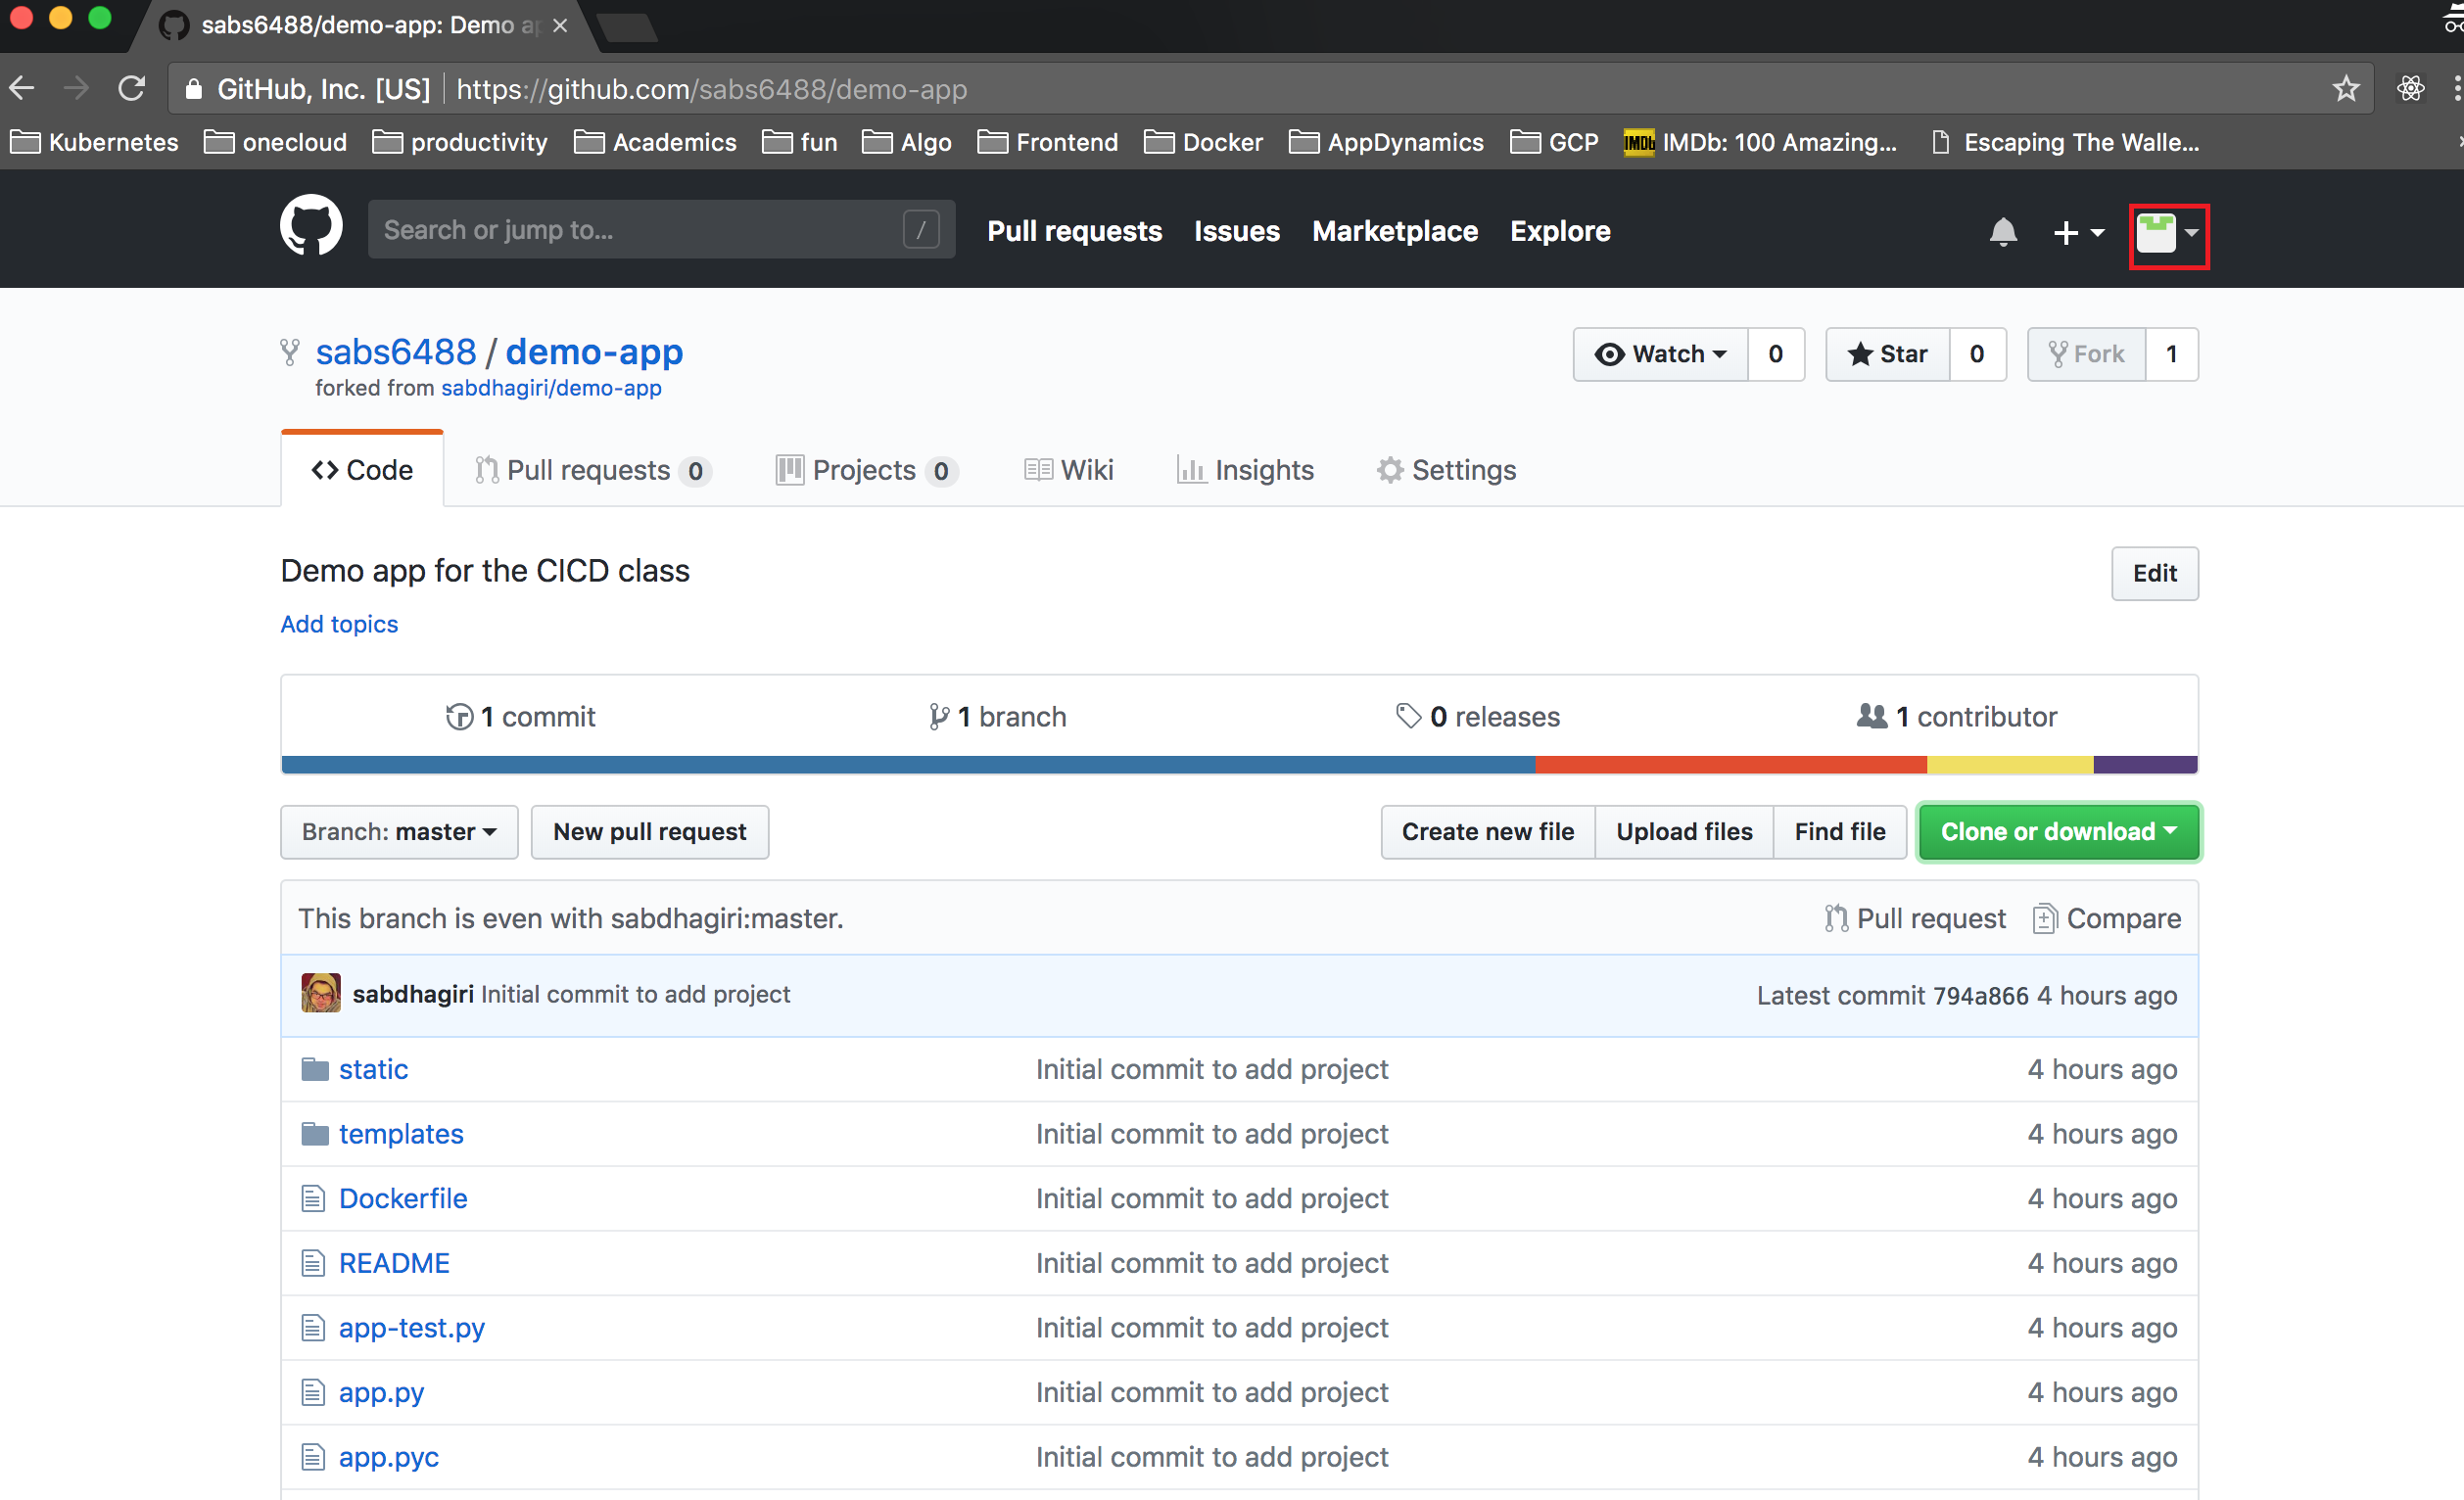 sabs6488/demo-app: Demo ap
GitHub, Inc. [US] https://github.com/sabs6488/demo-app
Kubernetes onecloud productivity Academics fun Algo Frontend Docker AppDynamics GCP IMDb IMDb: 100 Amazing... Escaping The Walle...
Search or jump to... / Pull requests Issues Marketplace Explore
sabs6488 / demo-app Watch 0 Star 0 Fork 1
forked from sabdhagiri/demo-app
Code Pull requests 0 Projects 0 Wiki Insights Settings
Demo app for the CICD class Edit
Add topics
1 commit 1 branch 0 releases 1 contributor
Branch: master New pull request Create new file Upload files Find file Clone or download
This branch is even with sabdhagiri:master. Pull request Compare
sabdhagiri Initial commit to add project Latest commit 794a866 4 hours ago
static Initial commit to add project 4 hours ago
templates Initial commit to add project 4 hours ago
Dockerfile Initial commit to add project 4 hours ago
README Initial commit to add project 4 hours ago
app-test.py Initial commit to add project 4 hours ago
app.py Initial commit to add project 4 hours ago
app.pyc Initial commit to add project 4 hours ago